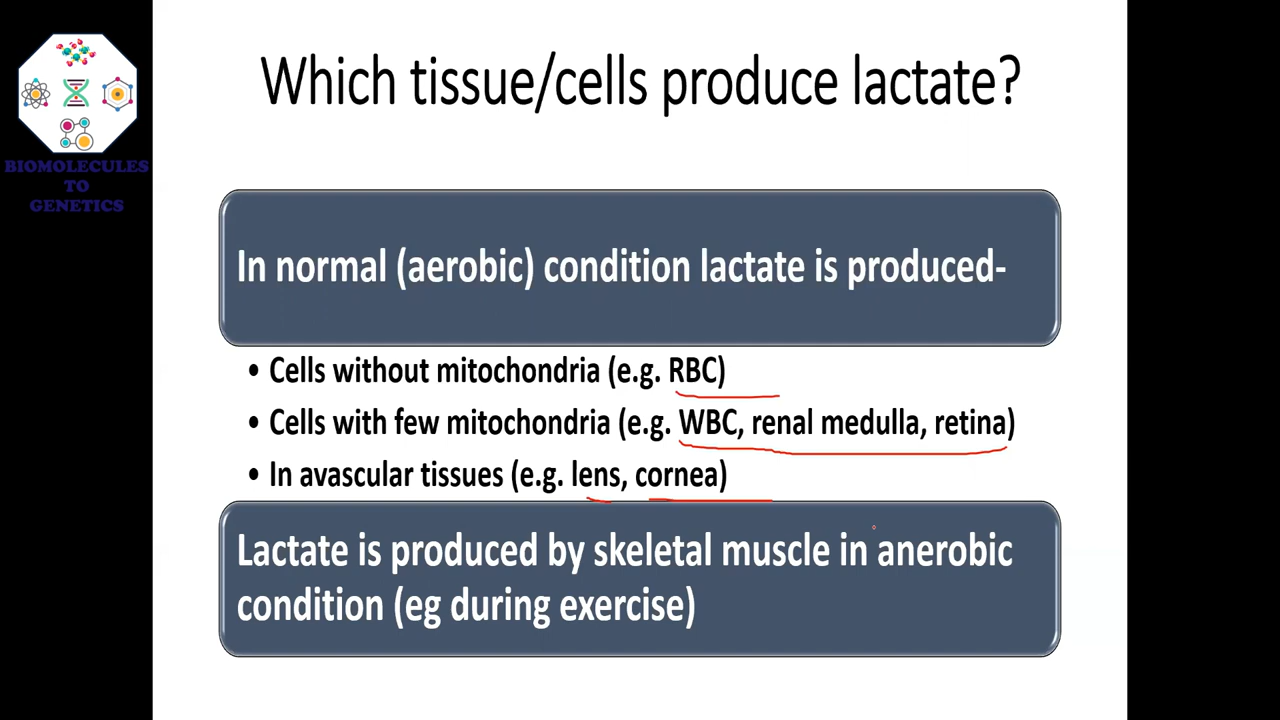 Which tissue/cells produce lactate?
BIOMOLECULES
TO
GENETICS
In normal (aerobic) condition lactate is produced-
• Cells without mitochondria (e.g. RBC)
• Cells with few mitochondria (e.g. WBC, renal medulla, retina)
• In avascular tissues (e.g. lens, cornea)
Lactate is produced by skeletal muscle in anerobic
condition (eg during exercise)